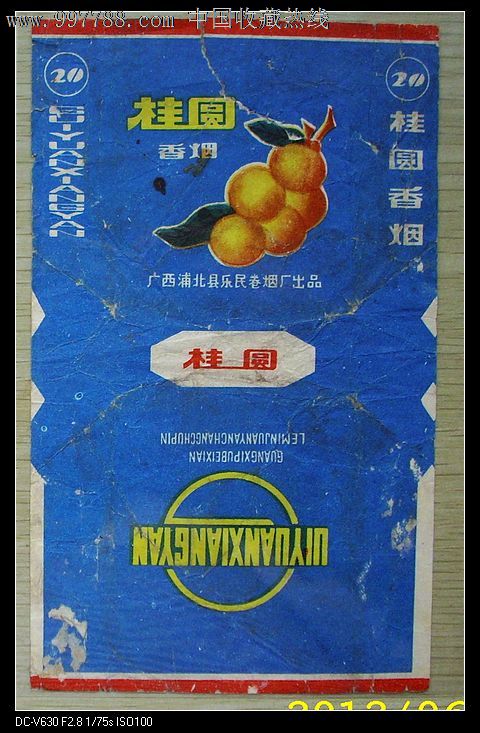 www.997788.com 中国收藏热线
20
GUIYUANXIANGYAN
桂圆
香烟
20
桂圆香烟
广西浦北县乐民卷烟厂出品
桂圆
GUANGXIPUBEIXIAN
LEMINJUANYANCHANGCHUPIN
UIYUANXIANGYAN
DC-V630 F2.8 1/75s ISO100